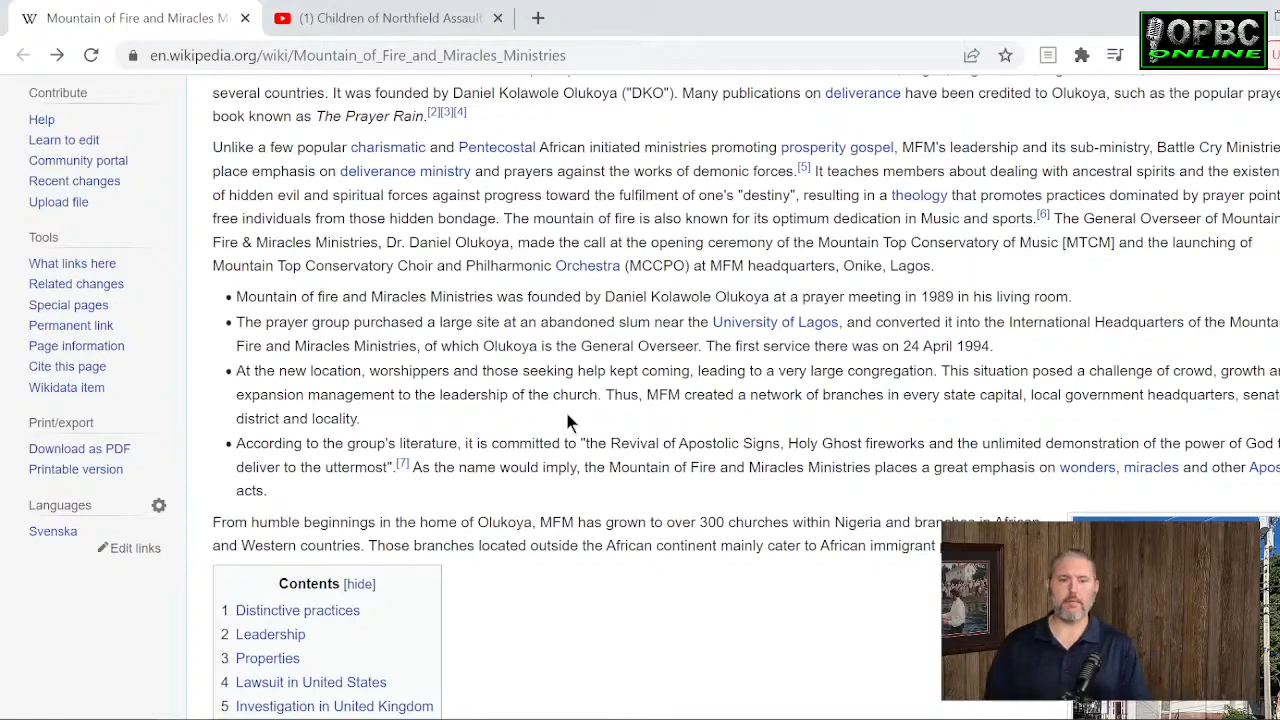 Mountain of Fire and Miracles M
(1) Children of Northfield Assault
OPBC
ONLINE
en.wikipedia.org/wiki/Mountain_of_Fire_and_Miracles_Ministries
Contribute
Help
Learn to edit
Community portal
Recent changes
Upload file
Tools
What links here
Related changes
Special pages
Permanent link
Page information
Cite this page
Wikidata item
Print/export
Download as PDF
Printable version
Languages
Svenska
Edit links
several countries. It was founded by Daniel Kolawole Olukoya ("DKO"). Many publications on deliverance have been credited to Olukoya, such as the popular praye
book known as The Prayer Rain.[2][3][4]
Unlike a few popular charismatic and Pentecostal African initiated ministries promoting prosperity gospel, MFM's leadership and its sub-ministry, Battle Cry Ministrie
place emphasis on deliverance ministry and prayers against the works of demonic forces.[5] It teaches members about dealing with ancestral spirits and the existen
of hidden evil and spiritual forces against progress toward the fulfilment of one's "destiny", resulting in a theology that promotes practices dominated by prayer point
free individuals from those hidden bondage. The mountain of fire is also known for its optimum dedication in Music and sports.[6] The General Overseer of Mountain
Fire & Miracles Ministries, Dr. Daniel Olukoya, made the call at the opening ceremony of the Mountain Top Conservatory of Music [MTCM] and the launching of
Mountain Top Conservatory Choir and Philharmonic Orchestra (MCCPO) at MFM headquarters, Onike, Lagos.
• Mountain of fire and Miracles Ministries was founded by Daniel Kolawole Olukoya at a prayer meeting in 1989 in his living room.
• The prayer group purchased a large site at an abandoned slum near the University of Lagos, and converted it into the International Headquarters of the Mounta
Fire and Miracles Ministries, of which Olukoya is the General Overseer. The first service there was on 24 April 1994.
• At the new location, worshippers and those seeking help kept coming, leading to a very large congregation. This situation posed a challenge of crowd, growth a
expansion management to the leadership of the church. Thus, MFM created a network of branches in every state capital, local government headquarters, sena
district and locality.
• According to the group's literature, it is committed to "the Revival of Apostolic Signs, Holy Ghost fireworks and the unlimited demonstration of the power of God t
deliver to the uttermost".[7] As the name would imply, the Mountain of Fire and Miracles Ministries places a great emphasis on wonders, miracles and other Apos
acts.
From humble beginnings in the home of Olukoya, MFM has grown to over 300 churches within Nigeria and branches in African
and Western countries. Those branches located outside the African continent mainly cater to African immigrant
Contents [hide]
1 Distinctive practices
2 Leadership
3 Properties
4 Lawsuit in United States
5 Investigation in United Kingdom